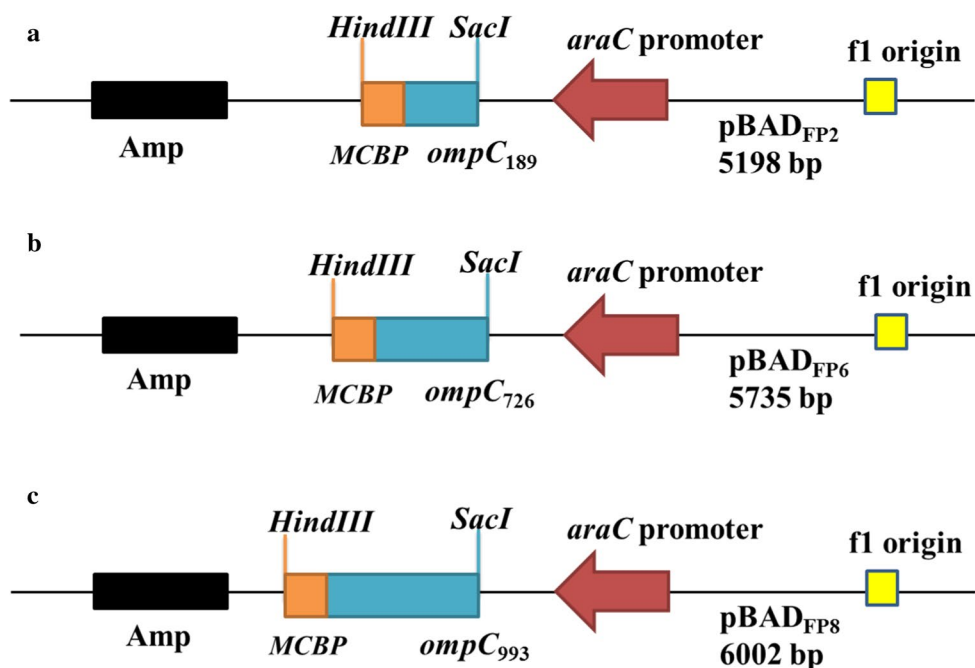 a
HindIII SacI araC promoter f1 origin
Amp MCBP ompC189 pBADFP2
5198 bp
b
HindIII SacI araC promoter f1 origin
Amp MCBP ompC726 pBADFP6
5735 bp
c
HindIII SacI araC promoter f1 origin
Amp MCBP ompC993 pBADFP8
6002 bp